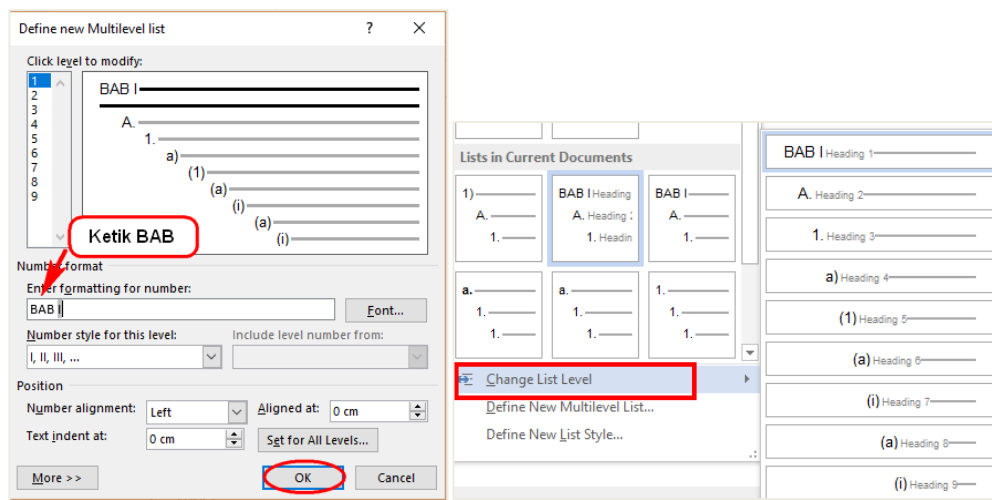 Define new Multilevel list ? ×
Click level to modify:
1
2
3
4
5
6
7
8
9
BAB I
A.
1.
a)
(1)
(a)
(i)
(a)
(i)
Ketik BAB
Number format
Enter formatting for number:
BAB I
Font...
Number style for this level:
Include level number from:
I, II, III, ...
Position
Number alignment:
Left
Aligned at:
0 cm
Text indent at:
0 cm
Set for All Levels...
More >>
OK
Cancel
Lists in Current Documents
1)
A.
1.
BAB I Heading
A. Heading 2
1. Headin
BAB I
A.
1.
a.
1.
1.
a.
1.
1.
1.
1.
1.
Change List Level
Define New Multilevel List...
Define New List Style...
BAB I Heading 1
A. Heading 2
1. Heading 3
a) Heading 4
(1) Heading 5
(a) Heading 6
(i) Heading 7
(a) Heading 8
(i) Heading 9